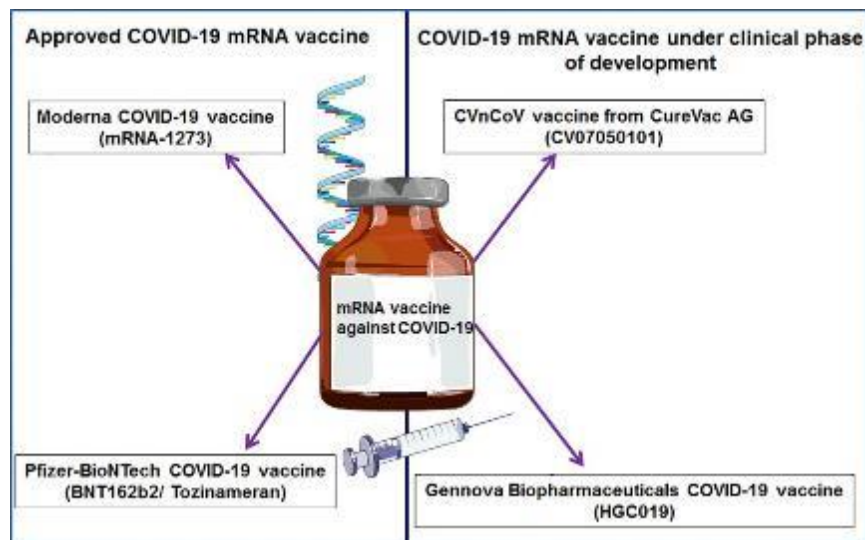 Approved COVID-19 mRNA vaccine
COVID-19 mRNA vaccine under clinical phase
of development
Moderna COVID-19 vaccine
(mRNA-1273)
CVnCoV vaccine from CureVac AG
(CV07050101)
mRNA vaccine
against COVID-19
Pfizer-BioNTech COVID-19 vaccine
(BNT162b2/ Tozinameran)
Gennova Biopharmaceuticals COVID-19 vaccine
(HGC019)